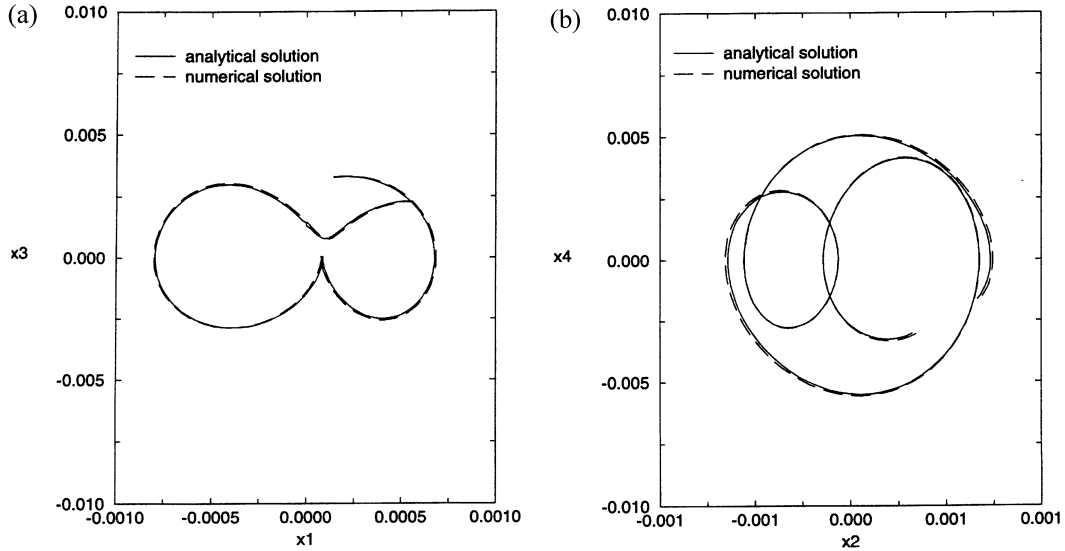 (a)
0.010
analytical solution
numerical solution
0.005
x3
0.000
-0.005
-0.010
-0.0010
-0.0005
0.0000
0.0005
0.0010
x1
(b)
0.010
analytical solution
numerical solution
0.005
x4
0.000
-0.005
-0.010
-0.001
-0.001
0.000
0.001
0.001
x2